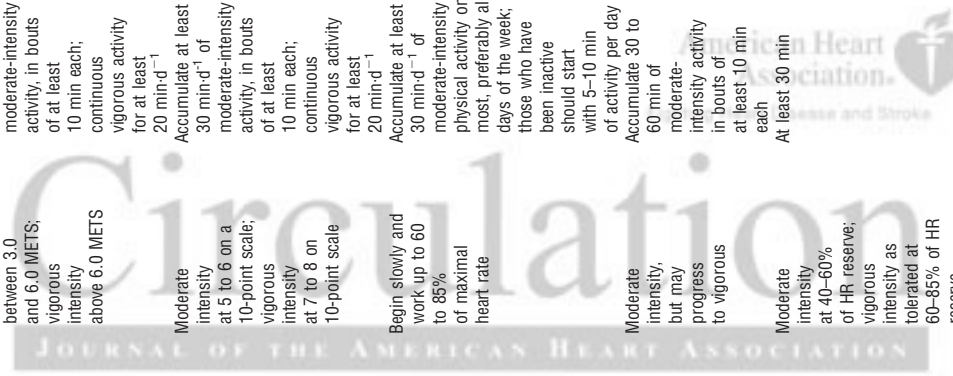 between 3.0
and 6.0 METS;
vigorous
intensity
above 6.0 METS
moderate-intensity
activity, in bouts
of at least
10 min each;
continuous
vigorous activity
for at least
20 min·d⁻¹
Moderate
intensity
at 5 to 6 on a
10-point scale;
vigorous
intensity
at 7 to 8 on
10-point scale
Accumulate at least
30 min·d⁻¹ of
moderate-intensity
activity, in bouts
of at least
10 min each;
continuous
vigorous activity
for at least
20 min·d⁻¹
Begin slowly and
work up to 60
to 85%
of maximal
heart rate
Accumulate at least
30 min·d⁻¹ of
moderate-intensity
physical activity on
most, preferably all
days of the week;
those who have
been inactive
should start
with 5–10 min
of activity per day
Moderate
intensity,
but may
progress
to vigorous
Accumulate 30 to
60 min of
moderate-
intensity activity
in bouts of
at least 10 min
each
Moderate
intensity
at 40–60%
of HR reserve;
vigorous
intensity as
tolerated at
60–85% of HR
reserve
At least 30 min
American Heart
Association.
Disease and Stroke
Circulation
JOURNAL OF THE AMERICAN HEART ASSOCIATION